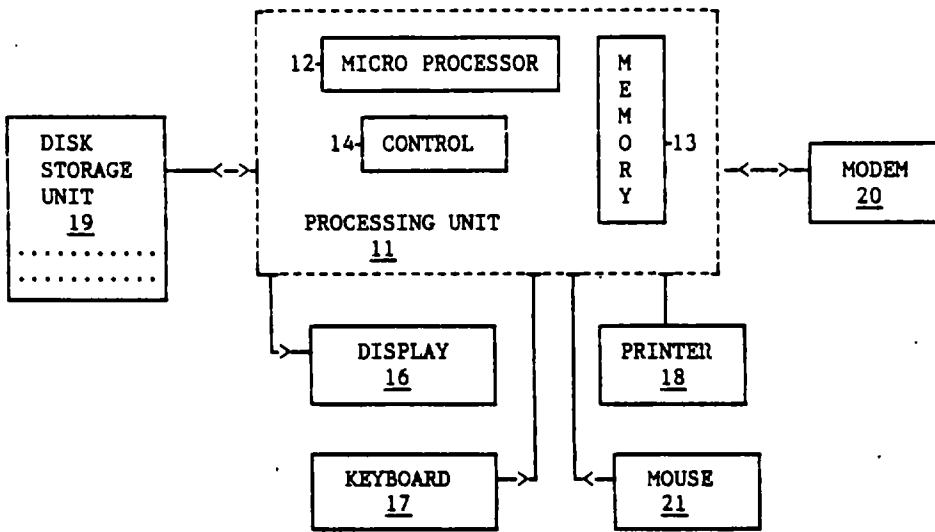 12 MICRO PROCESSOR
14 CONTROL
M
E
M
O
R
Y
13
PROCESSING UNIT
11
DISK
STORAGE
UNIT
19
MODEM
20
DISPLAY
16
PRINTER
18
KEYBOARD
17
MOUSE
21